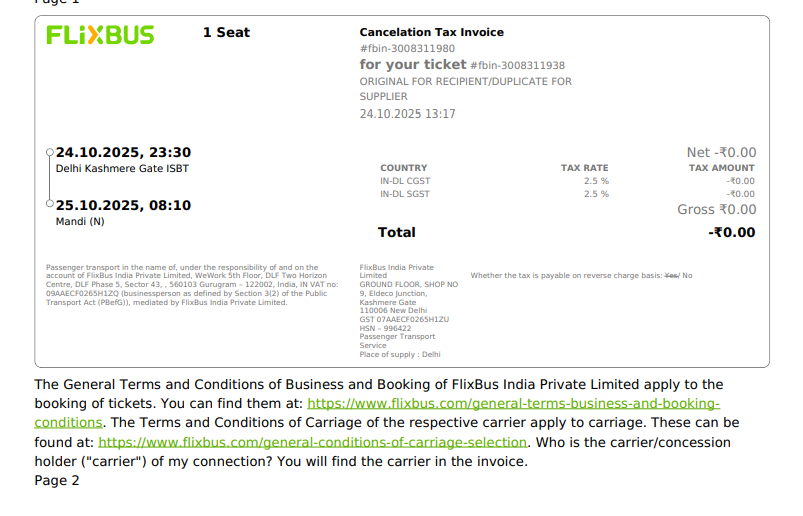 Page 1
FLiXBUS
1 Seat
Cancelation Tax Invoice
#fbin-3008311980
for your ticket #fbin-3008311938
ORIGINAL FOR RECIPIENT/DUPLICATE FOR
SUPPLIER
24.10.2025 13:17
24.10.2025, 23:30
Delhi Kashmere Gate ISBT
25.10.2025, 08:10
Mandi (N)
Net -₹0.00
COUNTRY TAX RATE TAX AMOUNT
IN-DL CGST 2.5 % -₹0.00
IN-DL SGST 2.5 % -₹0.00
Gross ₹0.00
Total -₹0.00
Passenger transport in the name of, under the responsibility of and on the
account of FlixBus India Private Limited, WeWork 5th Floor, DLF Two Horizon
Centre, DLF Phase 5, Sector 43, , 560103 Gurugram – 122002, India, IN VAT no:
09AAECF0265H1ZQ (businessperson as defined by Section 3(2) of the Public
Transport Act (PBefG)), mediated by FlixBus India Private Limited.
FlixBus India Private
Limited
GROUND FLOOR, SHOP NO
9, Eldeco Junction,
Kashmere Gate
110006 New Delhi
GST 07AAECF0265H1ZU
HSN – 996422
Passenger Transport
Service
Place of supply : Delhi
Whether the tax is payable on reverse charge basis: Yes/ No
The General Terms and Conditions of Business and Booking of FlixBus India Private Limited apply to the
booking of tickets. You can find them at: https://www.flixbus.com/general-terms-business-and-booking-
conditions. The Terms and Conditions of Carriage of the respective carrier apply to carriage. These can be
found at: https://www.flixbus.com/general-conditions-of-carriage-selection. Who is the carrier/concession
holder ("carrier") of my connection? You will find the carrier in the invoice.
Page 2